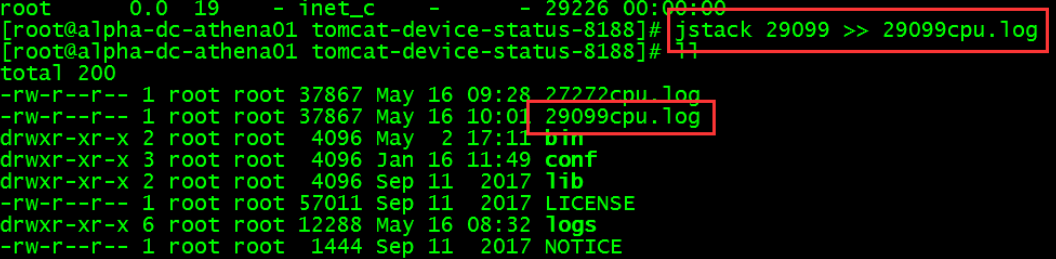 root 0.0 19 - inet_c - - 29226 00:00:00
[root@alpha-dc-athena01 tomcat-device-status-8188]# jstack 29099 >> 29099cpu.log
[root@alpha-dc-athena01 tomcat-device-status-8188]# ll
total 200
-rw-r--r-- 1 root root 37867 May 16 09:28 27272cpu.log
-rw-r--r-- 1 root root 37867 May 16 10:01 29099cpu.log
drwxr-xr-x 2 root root 4096 May 2 17:11 bin
drwxr-xr-x 3 root root 4096 Jan 16 11:49 conf
drwxr-xr-x 2 root root 4096 Sep 11 2017 lib
-rw-r--r-- 1 root root 57011 Sep 11 2017 LICENSE
drwxr-xr-x 6 root root 12288 May 16 08:32 logs
-rw-r--r-- 1 root root 1444 Sep 11 2017 NOTICE